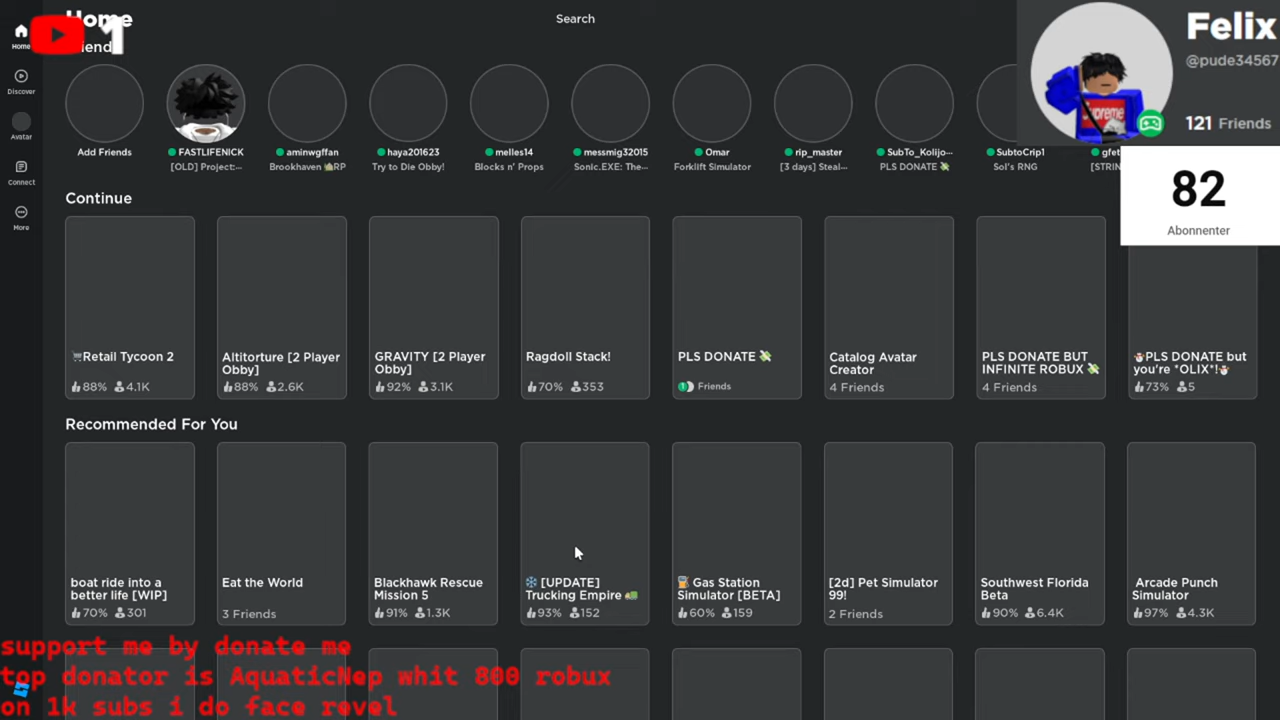 Home
1
Search
Felix
@pude34567
121 Friends
82
Abonnenter
Home
Discover
Avatar
Connect
More
Add Friends
FASTLIFENICK
[OLD] Project:...
aminwgffan
Brookhaven 🏡RP
haya201623
Try to Die Obby!
melles14
Blocks n' Props
messmig32015
Sonic.EXE: The...
Omar
Forklift Simulator
rip_master
[3 days] Steal...
SubTo_Kolijo...
PLS DONATE 💸
SubtoCrip1
Sol's RNG
Continue
🛒Retail Tycoon 2
88% 4.1K
Altitorture [2 Player
Obby]
88% 2.6K
GRAVITY [2 Player
Obby]
92% 3.1K
Ragdoll Stack!
70% 353
PLS DONATE 💸
Friends
Catalog Avatar
Creator
4 Friends
PLS DONATE BUT
INFINITE ROBUX 💸
4 Friends
⛄PLS DONATE but
you're *OLIX*!⛄
73% 5
Recommended For You
boat ride into a
better life [WIP]
70% 301
Eat the World
3 Friends
Blackhawk Rescue
Mission 5
91% 1.3K
❄️ [UPDATE]
Trucking Empire 🚛
93% 152
⛽ Gas Station
Simulator [BETA]
60% 159
[2d] Pet Simulator
99!
2 Friends
Southwest Florida
Beta
90% 6.4K
Arcade Punch
Simulator
97% 4.3K
support me by donate me
top donator is AquaticNep whit 800 robux
on 1k subs i do face revel